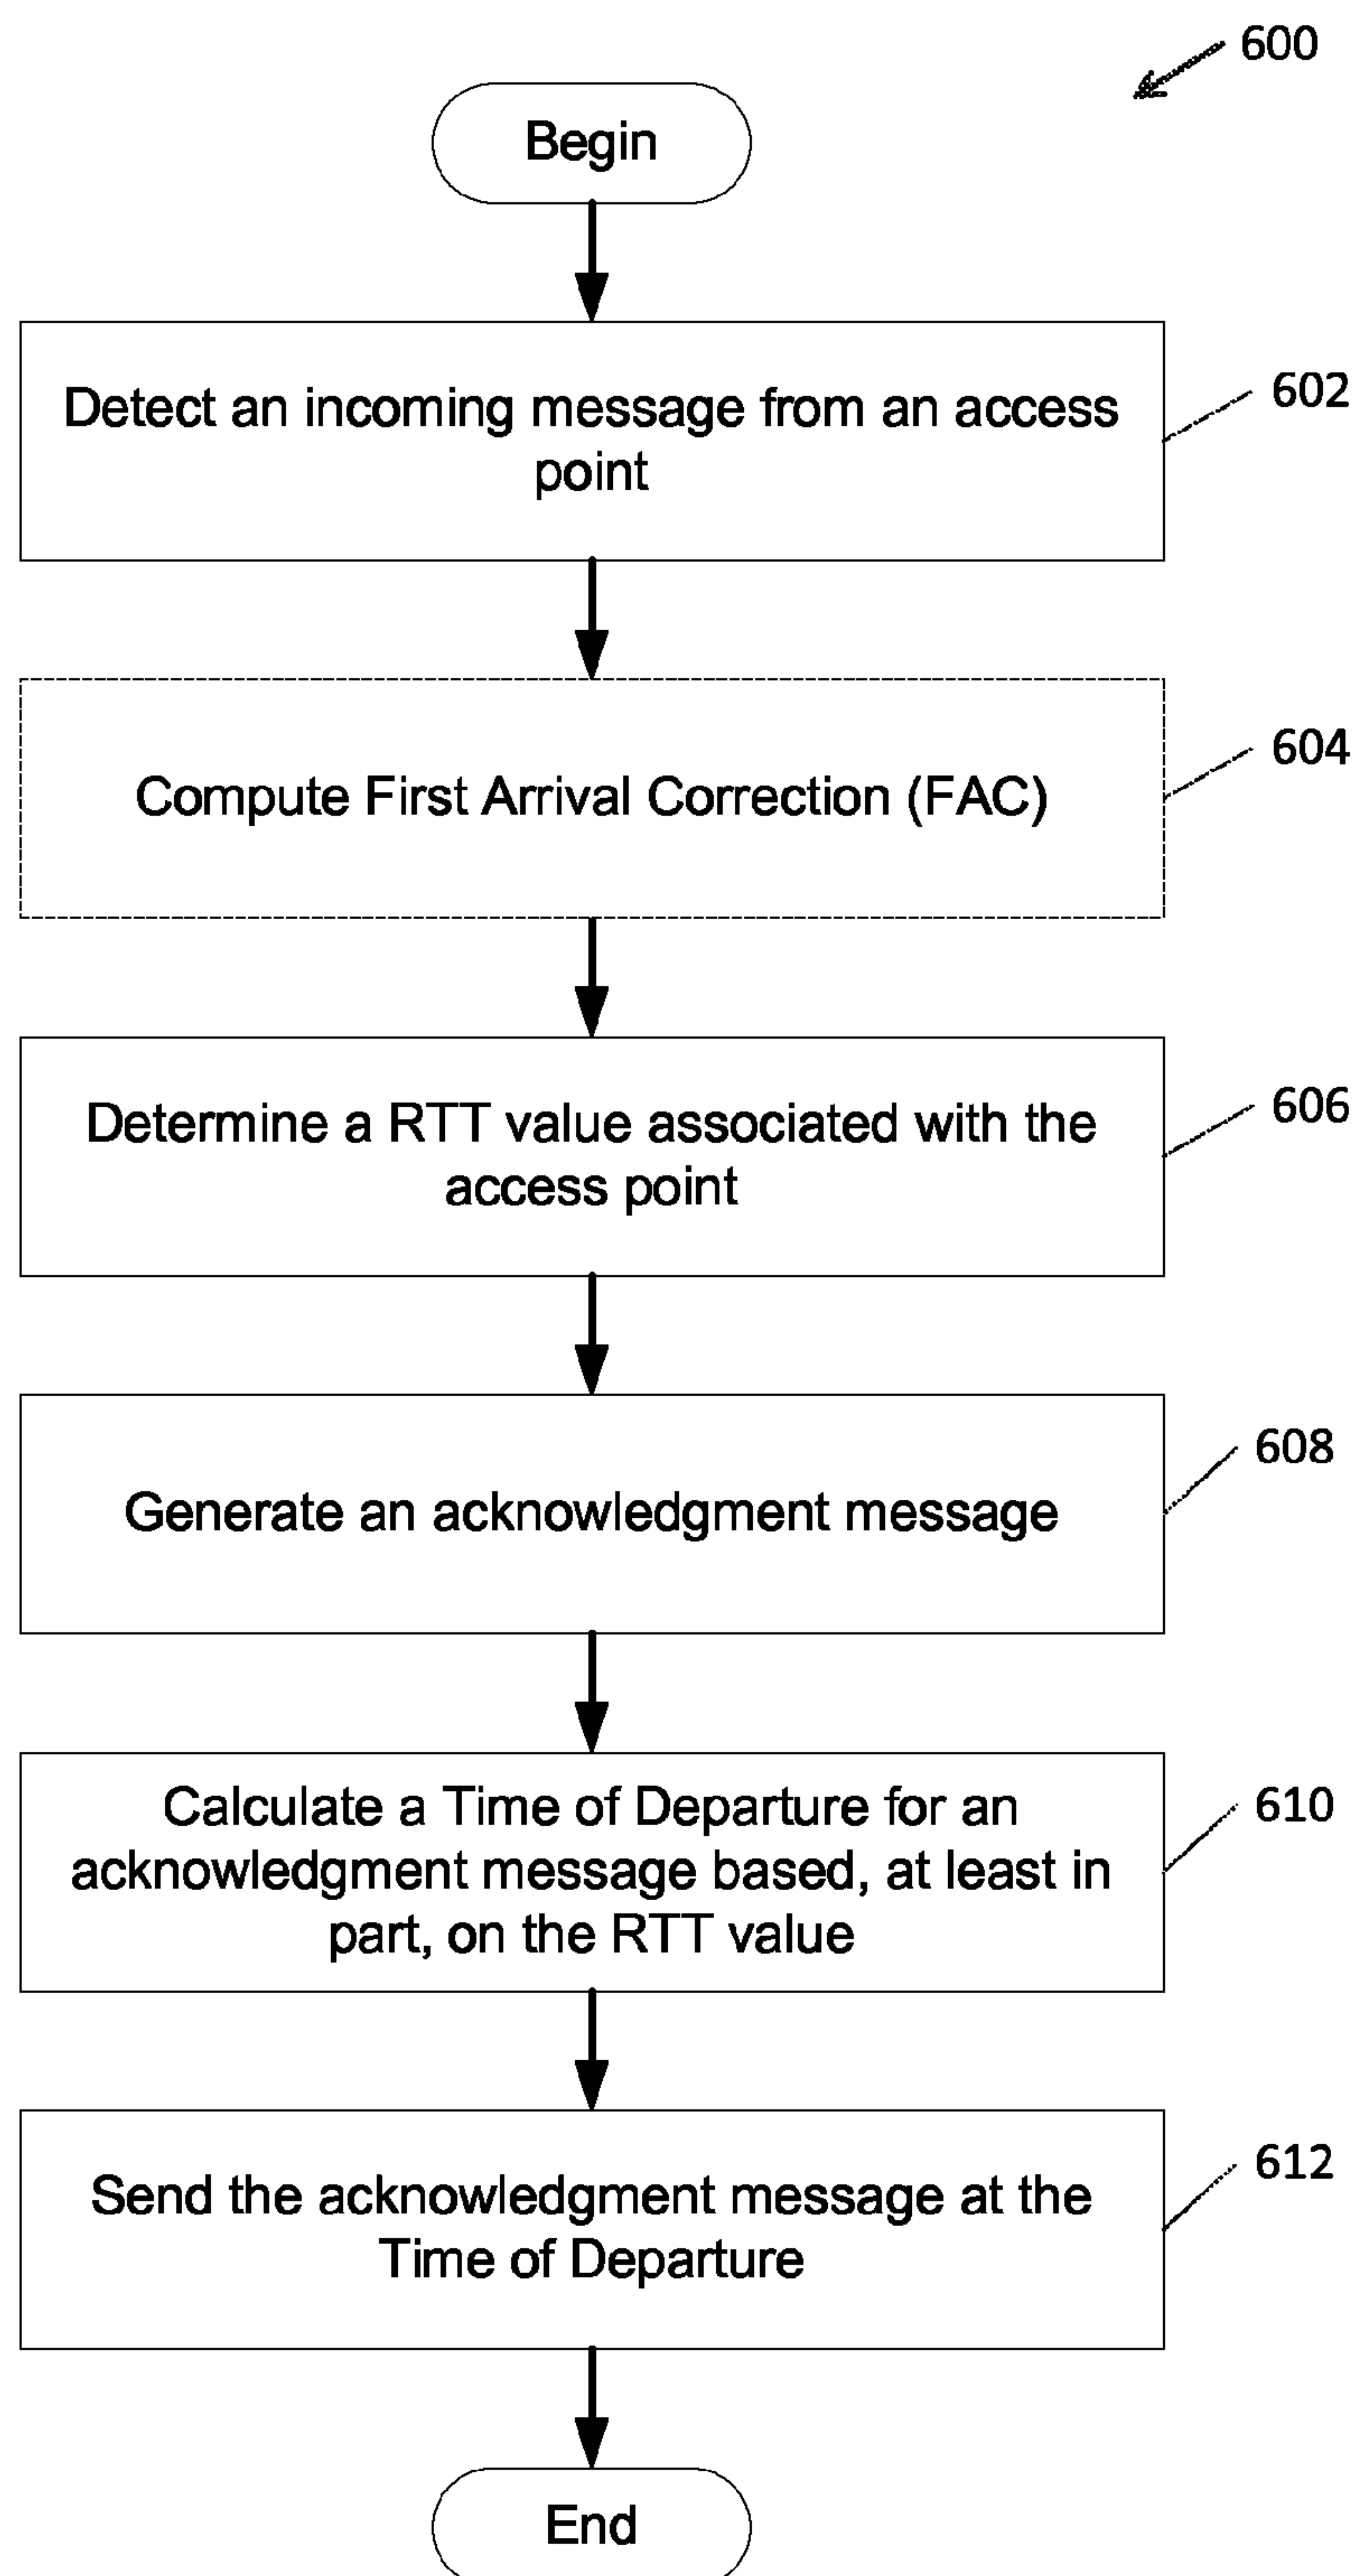 600
Begin
Detect an incoming message from an access
point
602
Compute First Arrival Correction (FAC)
604
Determine a RTT value associated with the
access point
606
Generate an acknowledgment message
608
Calculate a Time of Departure for an
acknowledgment message based, at least in
part, on the RTT value
610
Send the acknowledgment message at the
Time of Departure
612
End